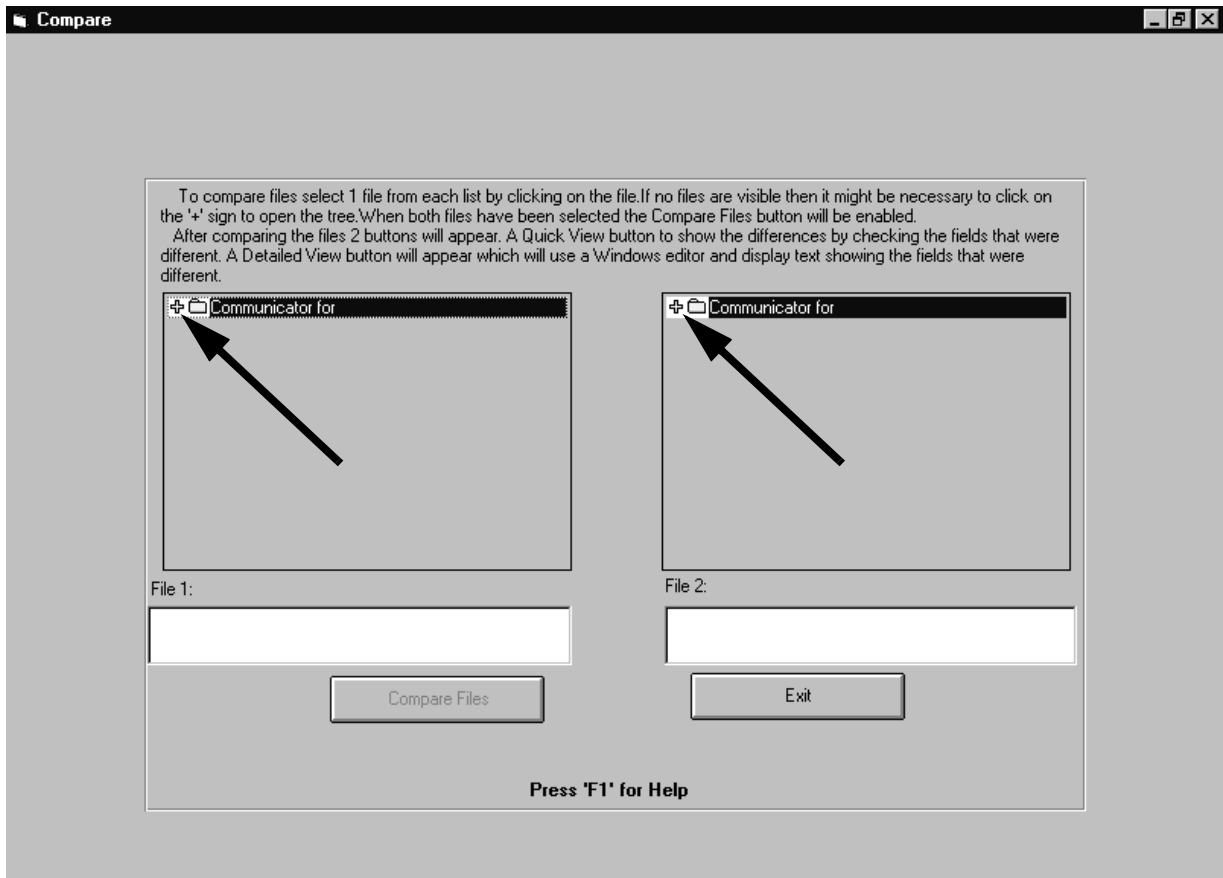 Compare
To compare files select 1 file from each list by clicking on the file.If no files are visible then it might be necessary to click on
the '+' sign to open the tree.When both files have been selected the Compare Files button will be enabled.
After comparing the files 2 buttons will appear. A Quick View button to show the differences by checking the fields that were
different. A Detailed View button will appear which will use a Windows editor and display text showing the fields that were
different.
Communicator for
Communicator for
File 1:
File 2:
Compare Files
Exit
Press 'F1' for Help